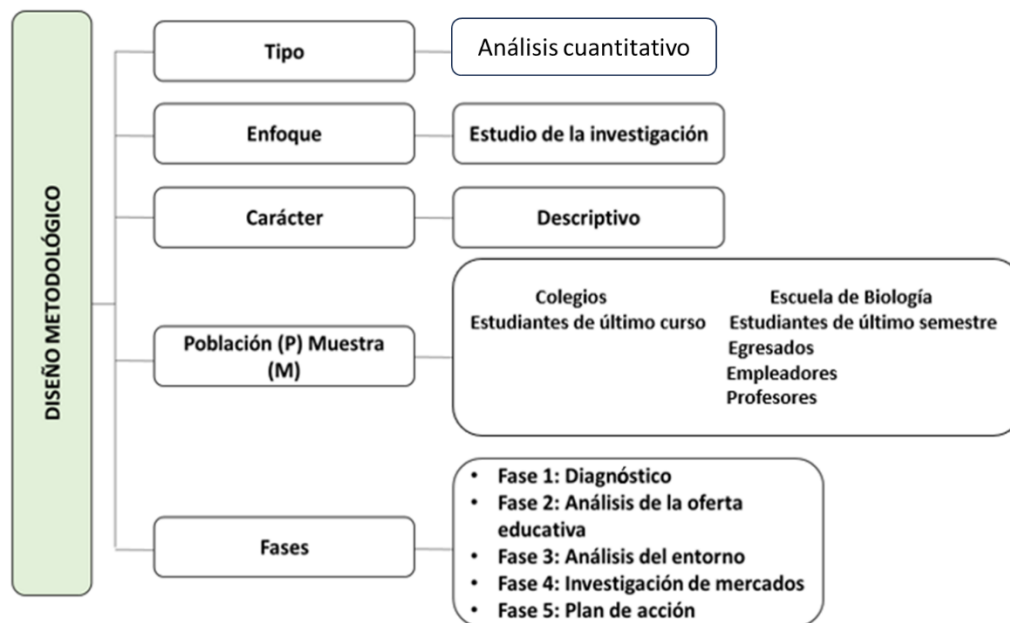 DISEÑO METODOLÓGICO
Tipo
Análisis cuantitativo
Enfoque
Estudio de la investigación
Carácter
Descriptivo
Población (P) Muestra
(M)
Colegios
Estudiantes de último curso
Escuela de Biología
Estudiantes de último semestre
Egresados
Empleadores
Profesores
Fases
• Fase 1: Diagnóstico
• Fase 2: Análisis de la oferta
educativa
• Fase 3: Análisis del entorno
• Fase 4: Investigación de mercados
• Fase 5: Plan de acción